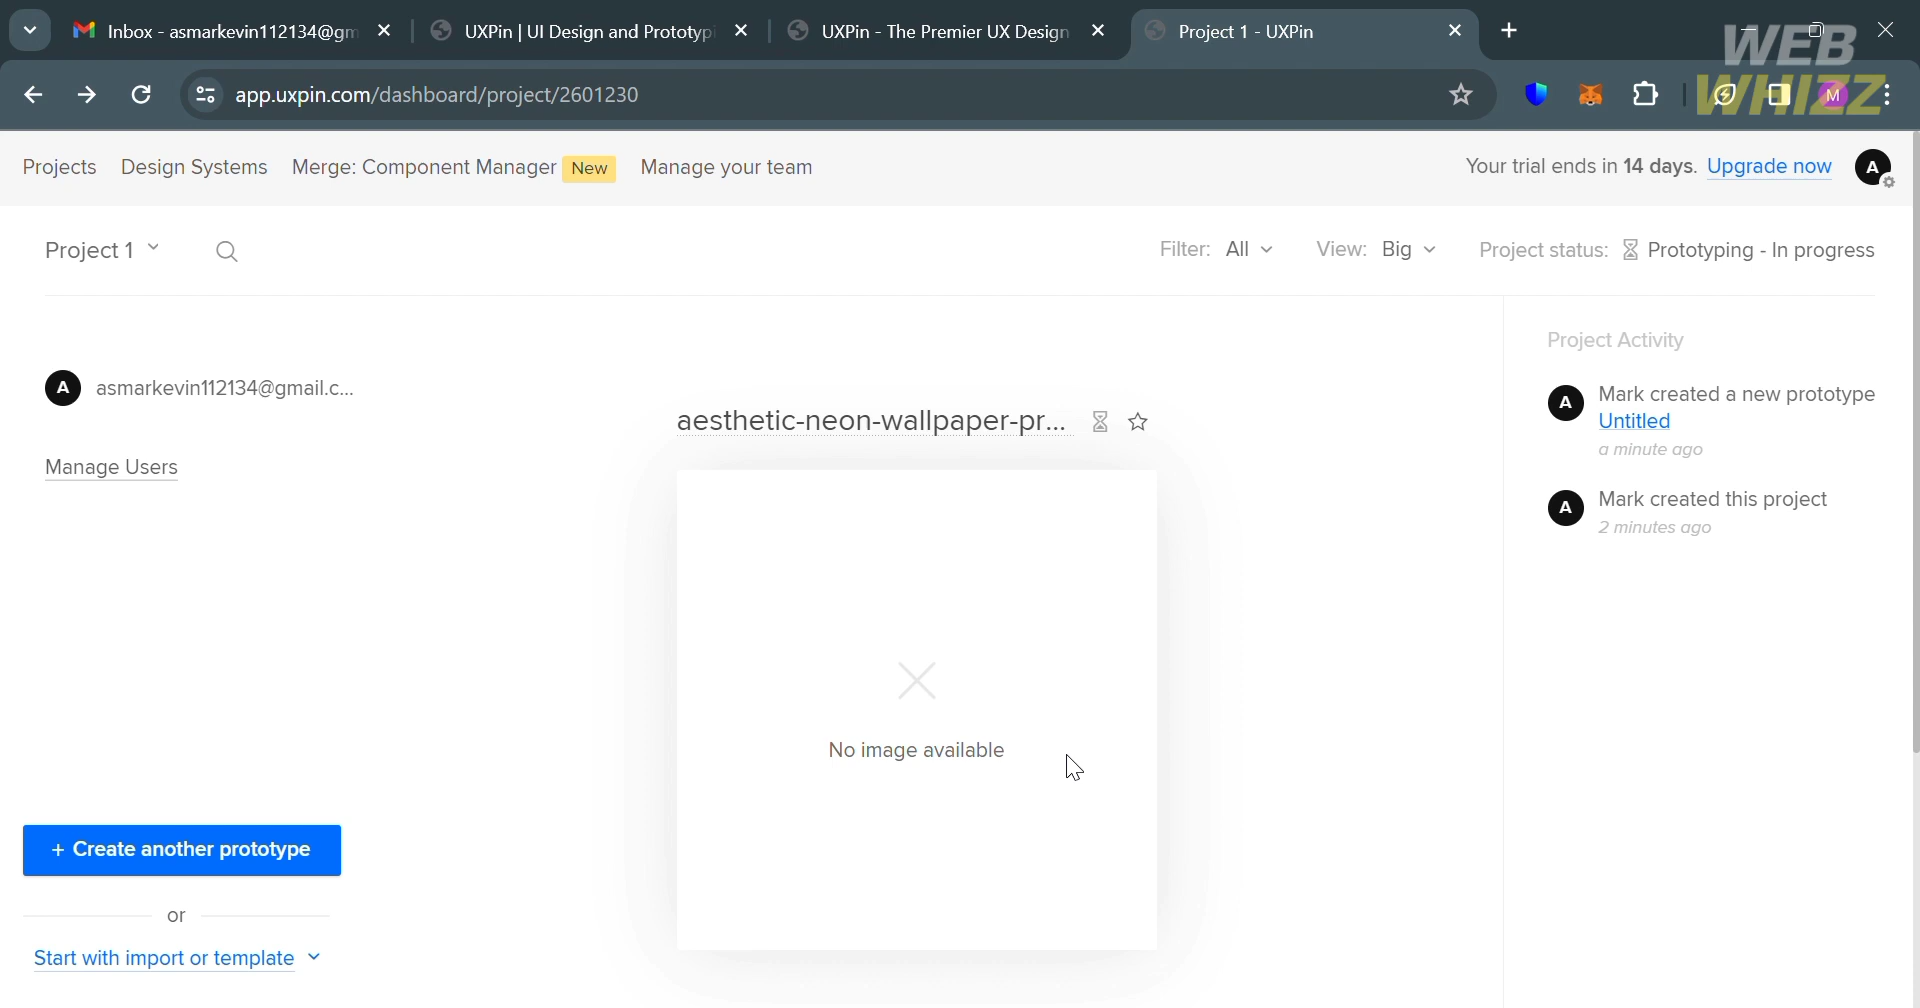 Inbox - asmarkevin112134@gm
UXPin | UI Design and Prototyp
UXPin - The Premier UX Design
Project 1 - UXPin
WEB
WHIZZ
app.uxpin.com/dashboard/project/2601230
M
Projects
Design Systems
Merge: Component Manager New
Manage your team
Your trial ends in 14 days. Upgrade now
A
Project 1
Filter: All
View: Big
Project status: Prototyping - In progress
A
asmarkevin112134@gmail.c...
Manage Users
aesthetic-neon-wallpaper-pr...
No image available
Project Activity
A
Mark created a new prototype
Untitled
a minute ago
A
Mark created this project
2 minutes ago
+ Create another prototype
or
Start with import or template